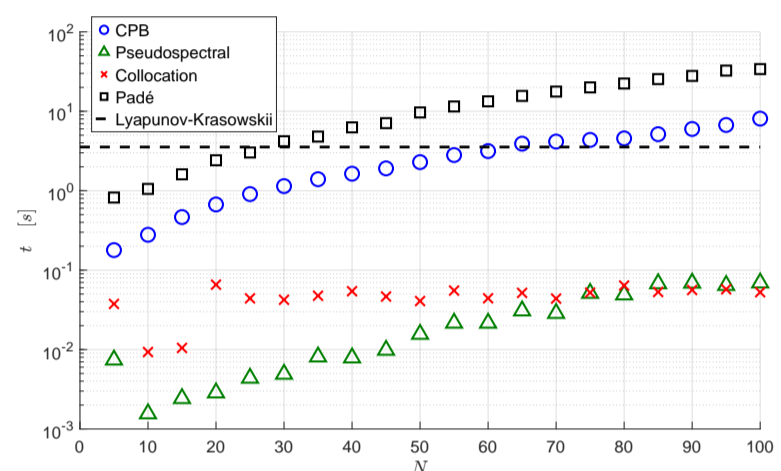 CPB
Pseudospectral
Collocation
Padé
Lyapunov-Krasowskii
10^2
10^1
10^0
10^-1
10^-2
10^-3
t [s]
0 10 20 30 40 50 60 70 80 90 100
N